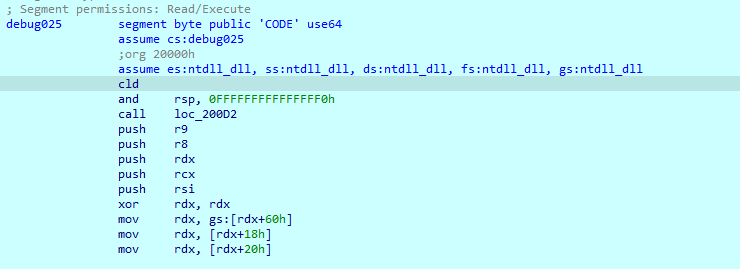 ; Segment permissions: Read/Execute
debug025 segment byte public 'CODE' use64
assume cs:debug025
;org 20000h
assume es:ntdll_dll, ss:ntdll_dll, ds:ntdll_dll, fs:ntdll_dll, gs:ntdll_dll
cld
and rsp, 0FFFFFFFFFFFFFFF0h
call loc_200D2
push r9
push r8
push rdx
push rcx
push rsi
xor rdx, rdx
mov rdx, gs:[rdx+60h]
mov rdx, [rdx+18h]
mov rdx, [rdx+20h]